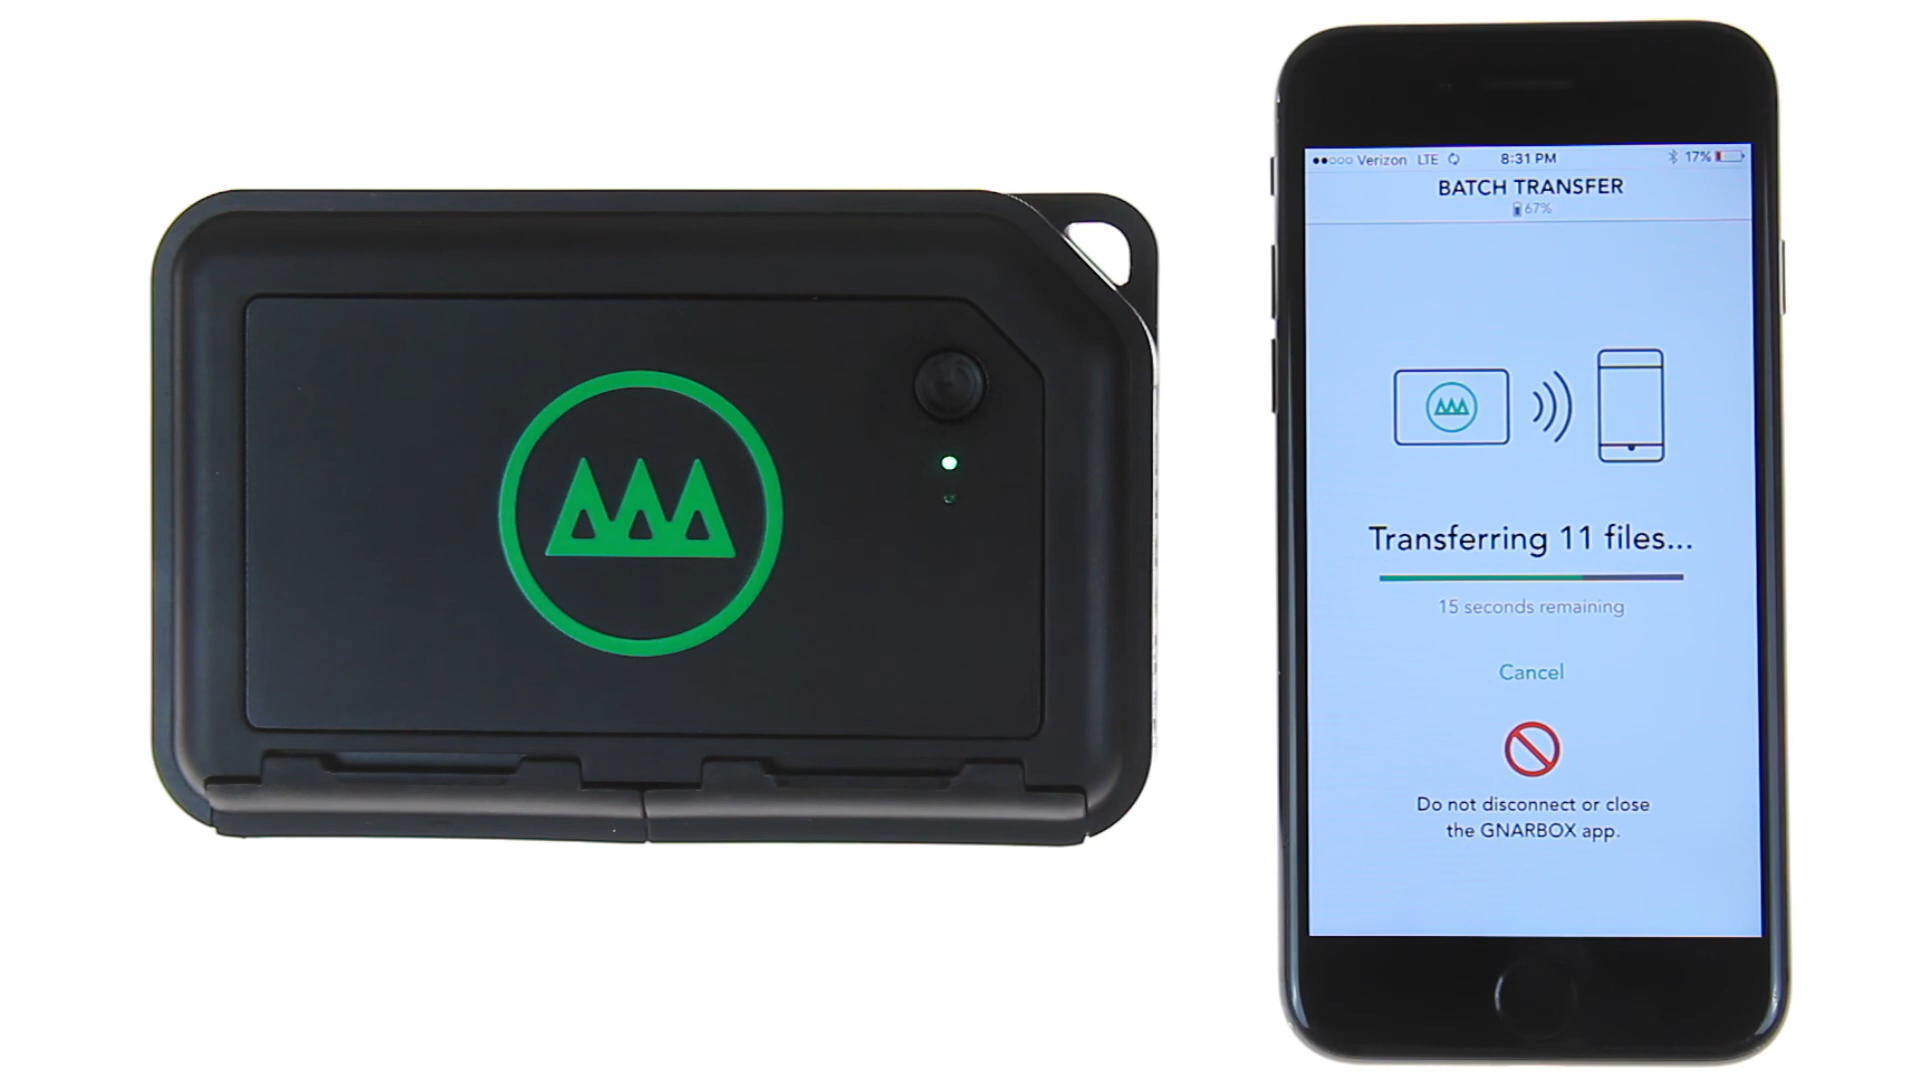 Verizon LTE 8:31 PM 17%
BATCH TRANSFER
67%
Transferring 11 files...
15 seconds remaining
Cancel
Do not disconnect or close
the GNARBOX app.